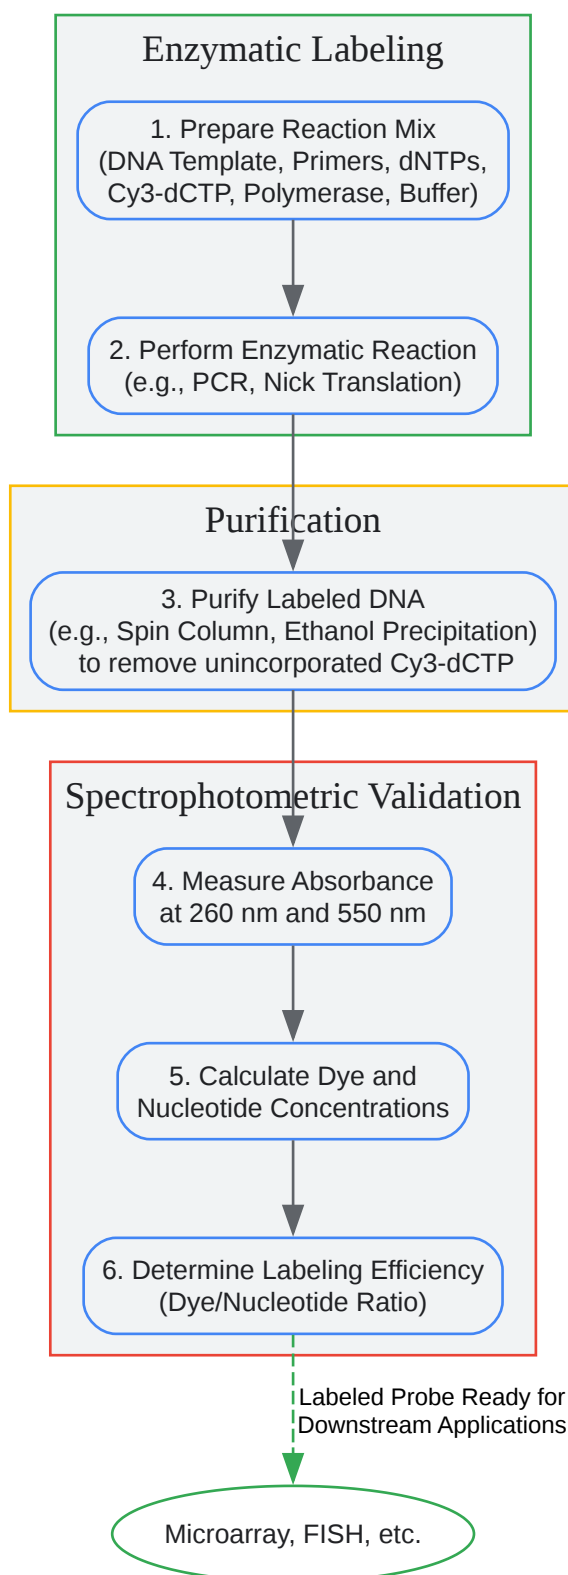 Enzymatic Labeling
1. Prepare Reaction Mix
(DNA Template, Primers, dNTPs,
Cy3-dCTP, Polymerase, Buffer)
2. Perform Enzymatic Reaction
(e.g., PCR, Nick Translation)
Purification
3. Purify Labeled DNA
(e.g., Spin Column, Ethanol Precipitation)
to remove unincorporated Cy3-dCTP
Spectrophotometric Validation
4. Measure Absorbance
at 260 nm and 550 nm
5. Calculate Dye and
Nucleotide Concentrations
6. Determine Labeling Efficiency
(Dye/Nucleotide Ratio)
Labeled Probe Ready for
Downstream Applications
Microarray, FISH, etc.